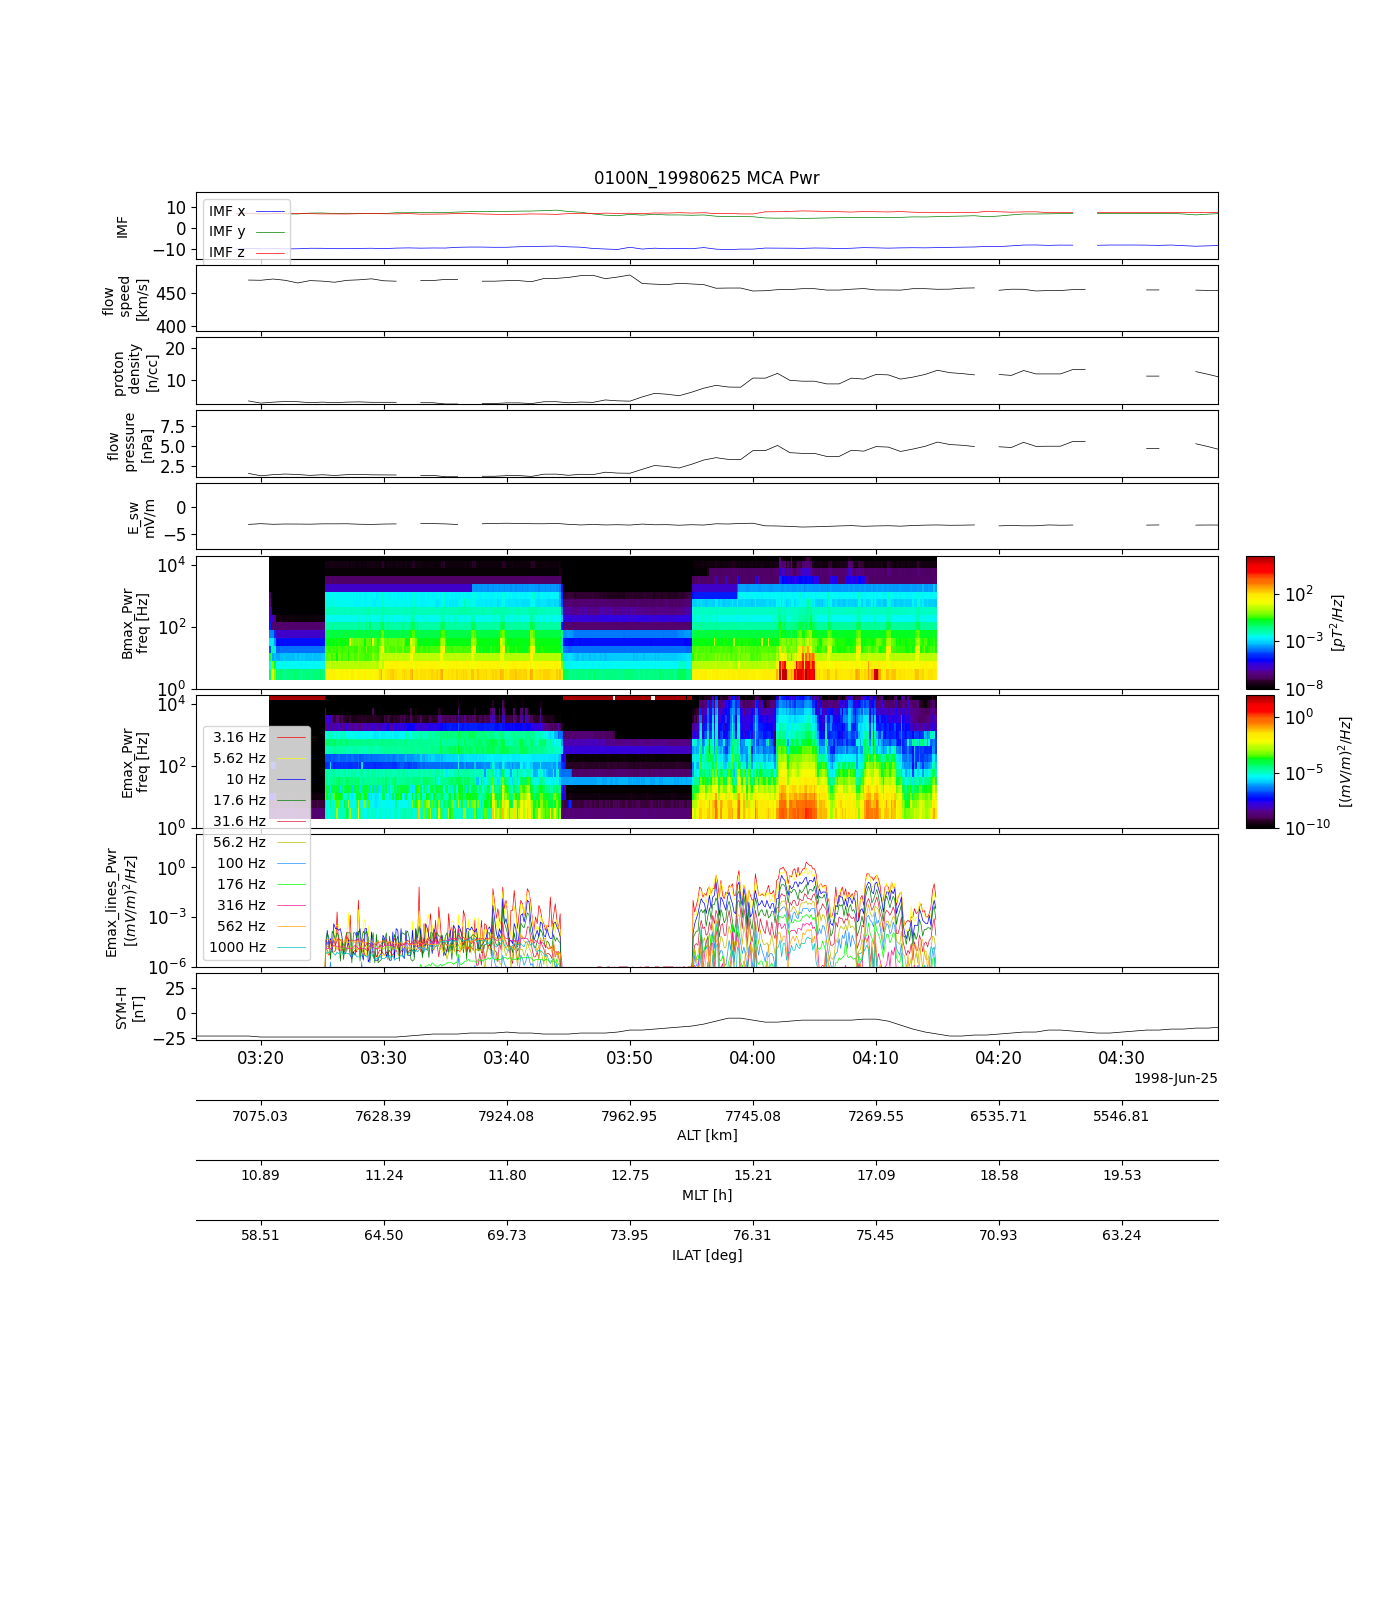 0100N_19980625 MCA Pwr
IMF
10
0
−10
IMF x
IMF y
IMF z
flow
speed
[km/s]
450
400
proton
density
[n/cc]
20
10
flow
pressure
[nPa]
7.5
5.0
2.5
E_sw
mV/m
0
−5
Bmax_Pwr
freq [Hz]
10^4
10^2
10^0
10^2
10^−3
10^−8
[pT^2/Hz]
Emax_Pwr
freq [Hz]
10^4
10^2
10^0
10^0
10^−5
10^−10
[(mV/m)^2/Hz]
3.16 Hz
5.62 Hz
10 Hz
17.6 Hz
31.6 Hz
56.2 Hz
100 Hz
176 Hz
316 Hz
562 Hz
1000 Hz
Emax_lines_Pwr
[(mV/m)^2/Hz]
10^0
10^−3
10^−6
SYM-H
[nT]
25
0
−25
03:20 03:30 03:40 03:50 04:00 04:10 04:20 04:30
1998-Jun-25
7075.03 7628.39 7924.08 7962.95 7745.08 7269.55 6535.71 5546.81
ALT [km]
10.89 11.24 11.80 12.75 15.21 17.09 18.58 19.53
MLT [h]
58.51 64.50 69.73 73.95 76.31 75.45 70.93 63.24
ILAT [deg]